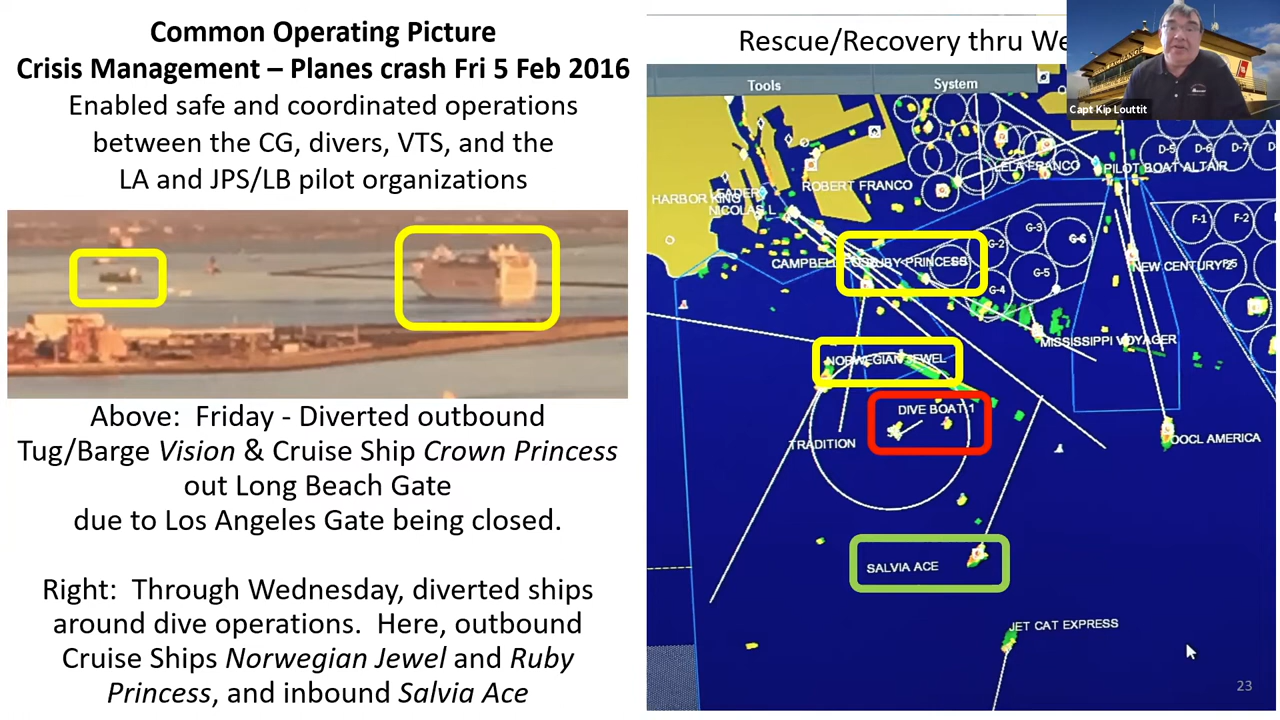 Common Operating Picture
Crisis Management – Planes crash Fri 5 Feb 2016
Enabled safe and coordinated operations
between the CG, divers, VTS, and the
LA and JPS/LB pilot organizations
Above: Friday - Diverted outbound
Tug/Barge Vision & Cruise Ship Crown Princess
out Long Beach Gate
due to Los Angeles Gate being closed.
Right: Through Wednesday, diverted ships
around dive operations. Here, outbound
Cruise Ships Norwegian Jewel and Ruby
Princess, and inbound Salvia Ace
Rescue/Recovery thru We
Capt Kip Louttit
Tools
System
D-5
D-6
D-7
D-
LELA FRANCO
PILOT BOAT ALTAIR
ROBERT FRANCO
HARBOR KING
LEADER
NICOLAS L
F-1
F-2
F-
G-3
G-2
G-6
CAMPBELL
RUBY PRINCESS
G-5
NEW CENTURY 2
G-4
MISSISSIPPI VOYAGER
NORWEGIAN JEWEL
DIVE BOAT 1
TRADITION
OOCL AMERICA
SALVIA ACE
JET CAT EXPRESS
23